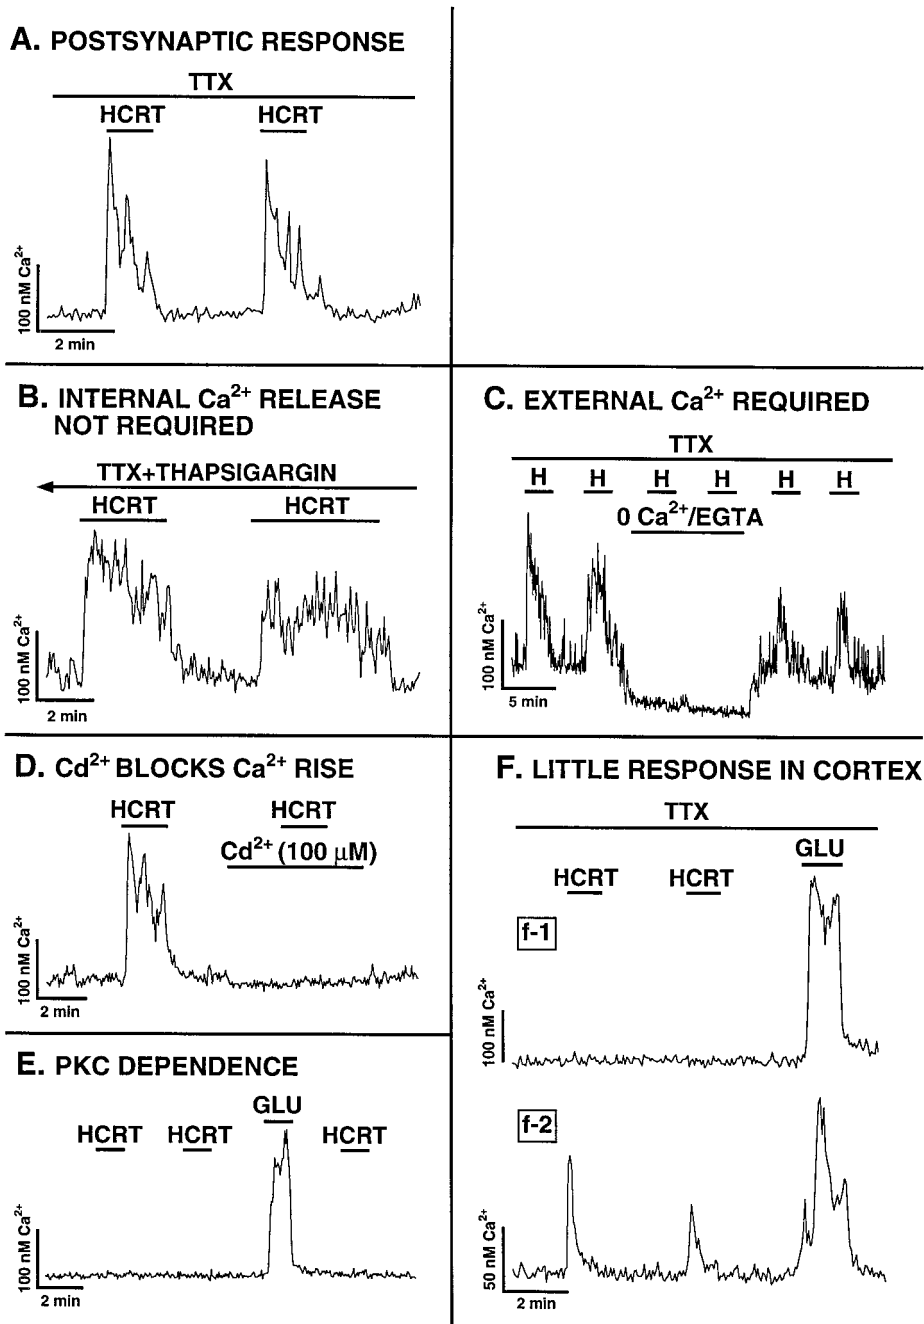 A. POSTSYNAPTIC RESPONSE
TTX
HCRT HCRT
100 nM Ca²⁺
2 min
B. INTERNAL Ca²⁺ RELEASE
NOT REQUIRED
TTX+THAPSIGARGIN
HCRT HCRT
100 nM Ca²⁺
2 min
C. EXTERNAL Ca²⁺ REQUIRED
TTX
H H H H H H
0 Ca²⁺/EGTA
100 nM Ca²⁺
5 min
D. Cd²⁺ BLOCKS Ca²⁺ RISE
HCRT HCRT
Cd²⁺ (100 μM)
100 nM Ca²⁺
2 min
E. PKC DEPENDENCE
GLU
HCRT HCRT HCRT
100 nM Ca²⁺
2 min
F. LITTLE RESPONSE IN CORTEX
TTX
GLU
HCRT HCRT
f-1
100 nM Ca²⁺
f-2
50 nM Ca²⁺
2 min